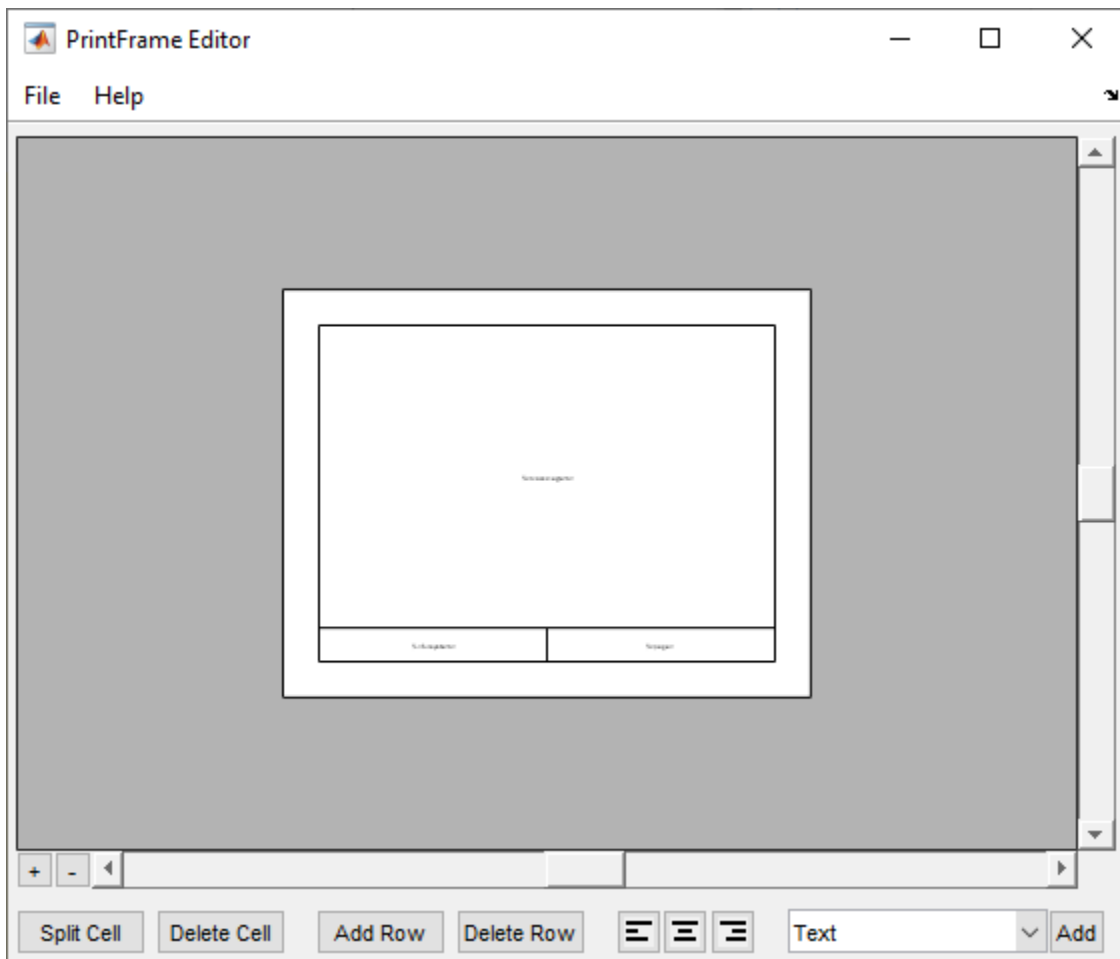 PrintFrame Editor
File Help
+ -
Split Cell Delete Cell Add Row Delete Row Text Add